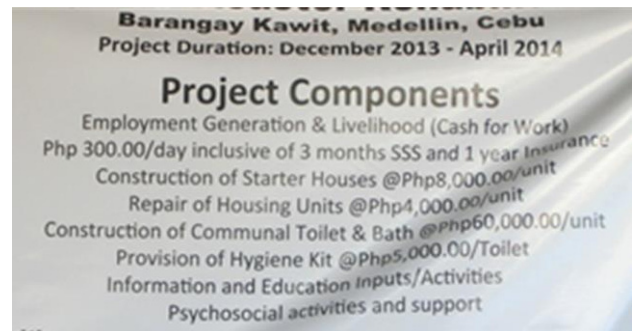 Barangay Kawit, Medellin, Cebu
Project Duration: December 2013 - April 2014
Project Components
Employment Generation & Livelihood (Cash for Work)
Php 300.00/day inclusive of 3 months SSS and 1 year Insurance
Construction of Starter Houses @Php8,000.00/unit
Repair of Housing Units @Php4,000.00/unit
Construction of Communal Toilet & Bath @Php60,000.00/unit
Provision of Hygiene Kit @Php5,000.00/Toilet
Information and Education Inputs/Activities
Psychosocial activities and support